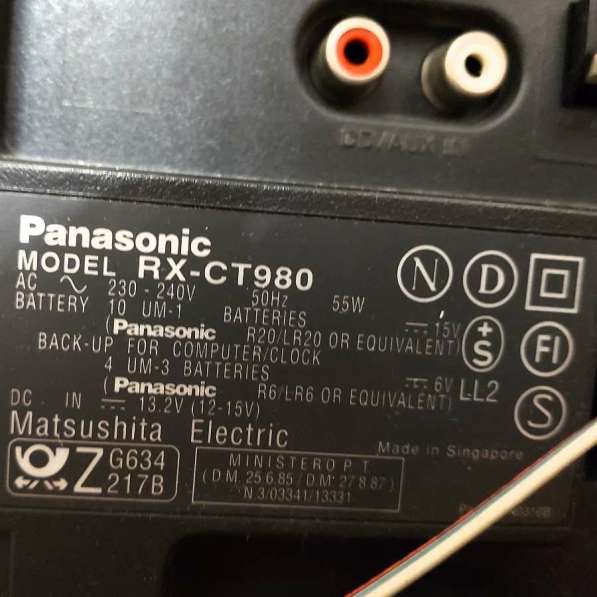 CD/AUX IN
Panasonic
MODEL RX-CT980
AC 230 - 240V 50Hz 55W
BATTERY 10 UM-1 BATTERIES 15V
(Panasonic R20/LR20 OR EQUIVALENT)
BACK-UP FOR COMPUTER/CLOCK
4 UM-3 BATTERIES 6V
(Panasonic R6/LR6 OR EQUIVALENT)
DC IN 13.2V (12-15V)
N D
+S FI
LL2 S
Matsushita Electric
Made in Singapore
Z G634
217B
MINISTERO P T
(D.M. 25 6.85 / D.M. 27 8 87)
N.3/03341/13331